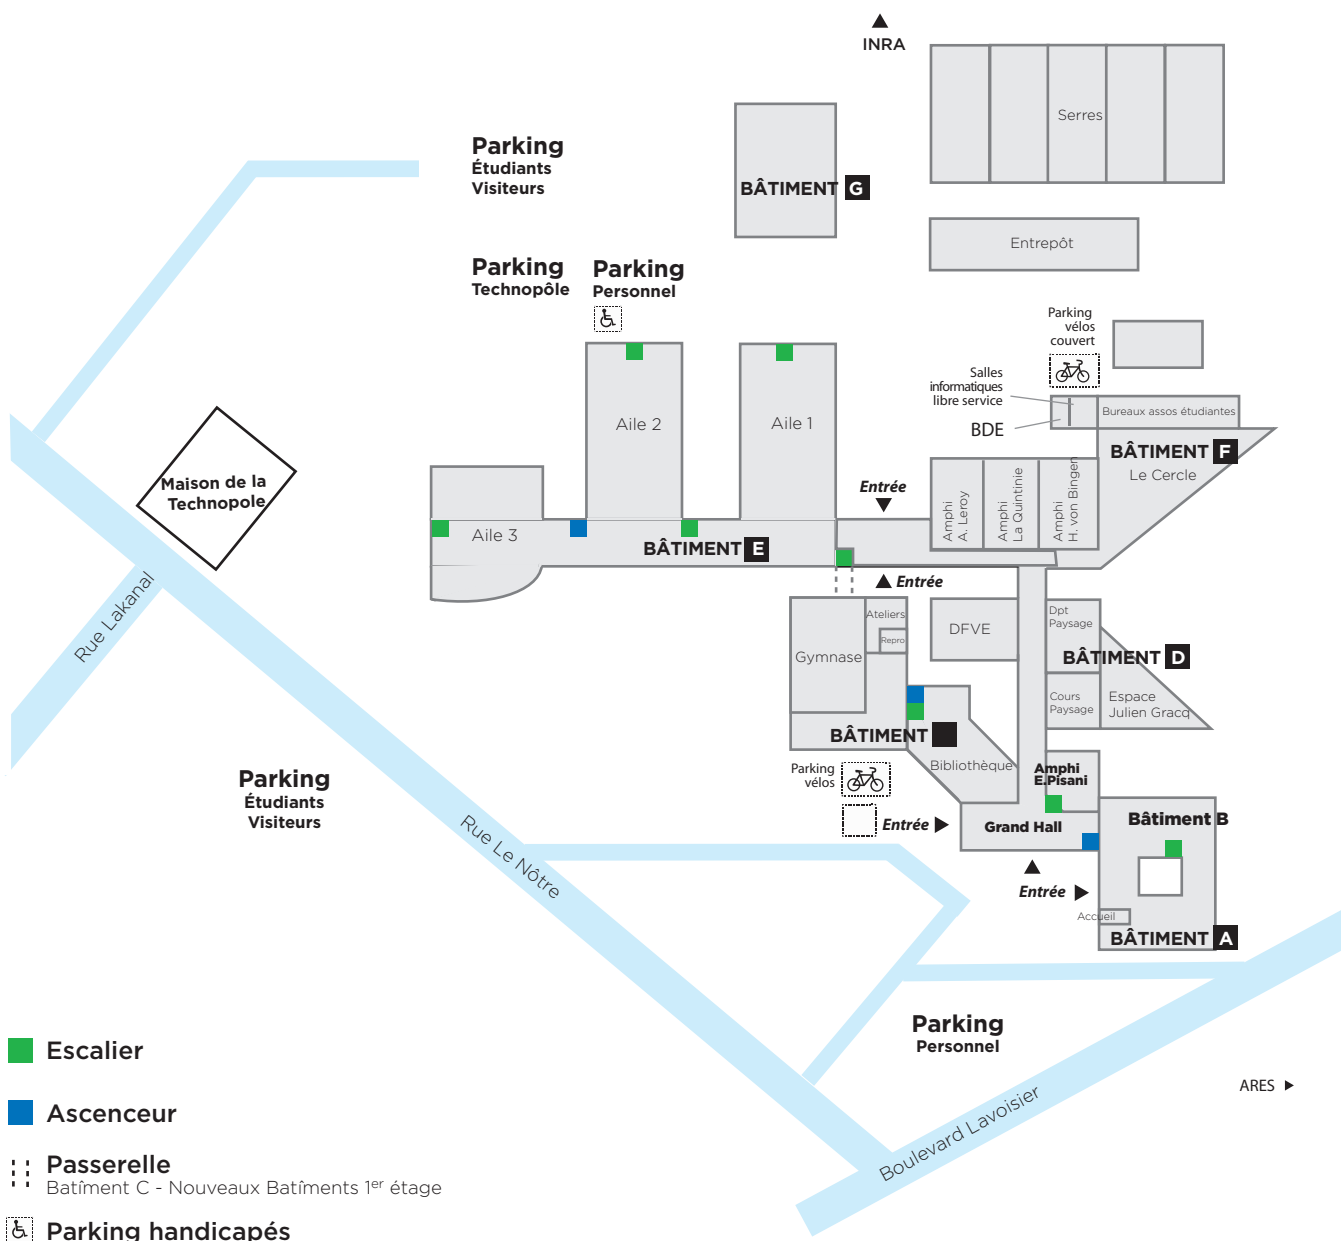 INRA
Serres
Parking
Étudiants
Visiteurs
BÂTIMENT G
Entrepôt
Parking
Technopôle
Parking
Personnel
Parking
vélos
couvert
Salles
informatiques
libre service
BDE
Bureaux assos étudiantes
BÂTIMENT F
Le Cercle
Aile 2
Aile 1
Maison de la
Technopole
Entrée
Amphi
A. Leroy
Amphi
La Quintinie
Amphi
H. von Bingen
Aile 3
BÂTIMENT E
Entrée
Rue Lakanal
Ateliers
Repro
Gymnase
DFVE
Dpt
Paysage
BÂTIMENT D
Cours
Paysage
Espace
Julien Gracq
BÂTIMENT
Bibliothèque
Parking
vélos
Amphi
E.Pisani
Parking
Étudiants
Visiteurs
Entrée
Grand Hall
Bâtiment B
Rue Le Nôtre
Entrée
Accueil
BÂTIMENT A
Parking
Personnel
ARES
Boulevard Lavoisier
Escalier
Ascenceur
Passerelle
Batîment C - Nouveaux Batîments 1er étage
Parking handicapés